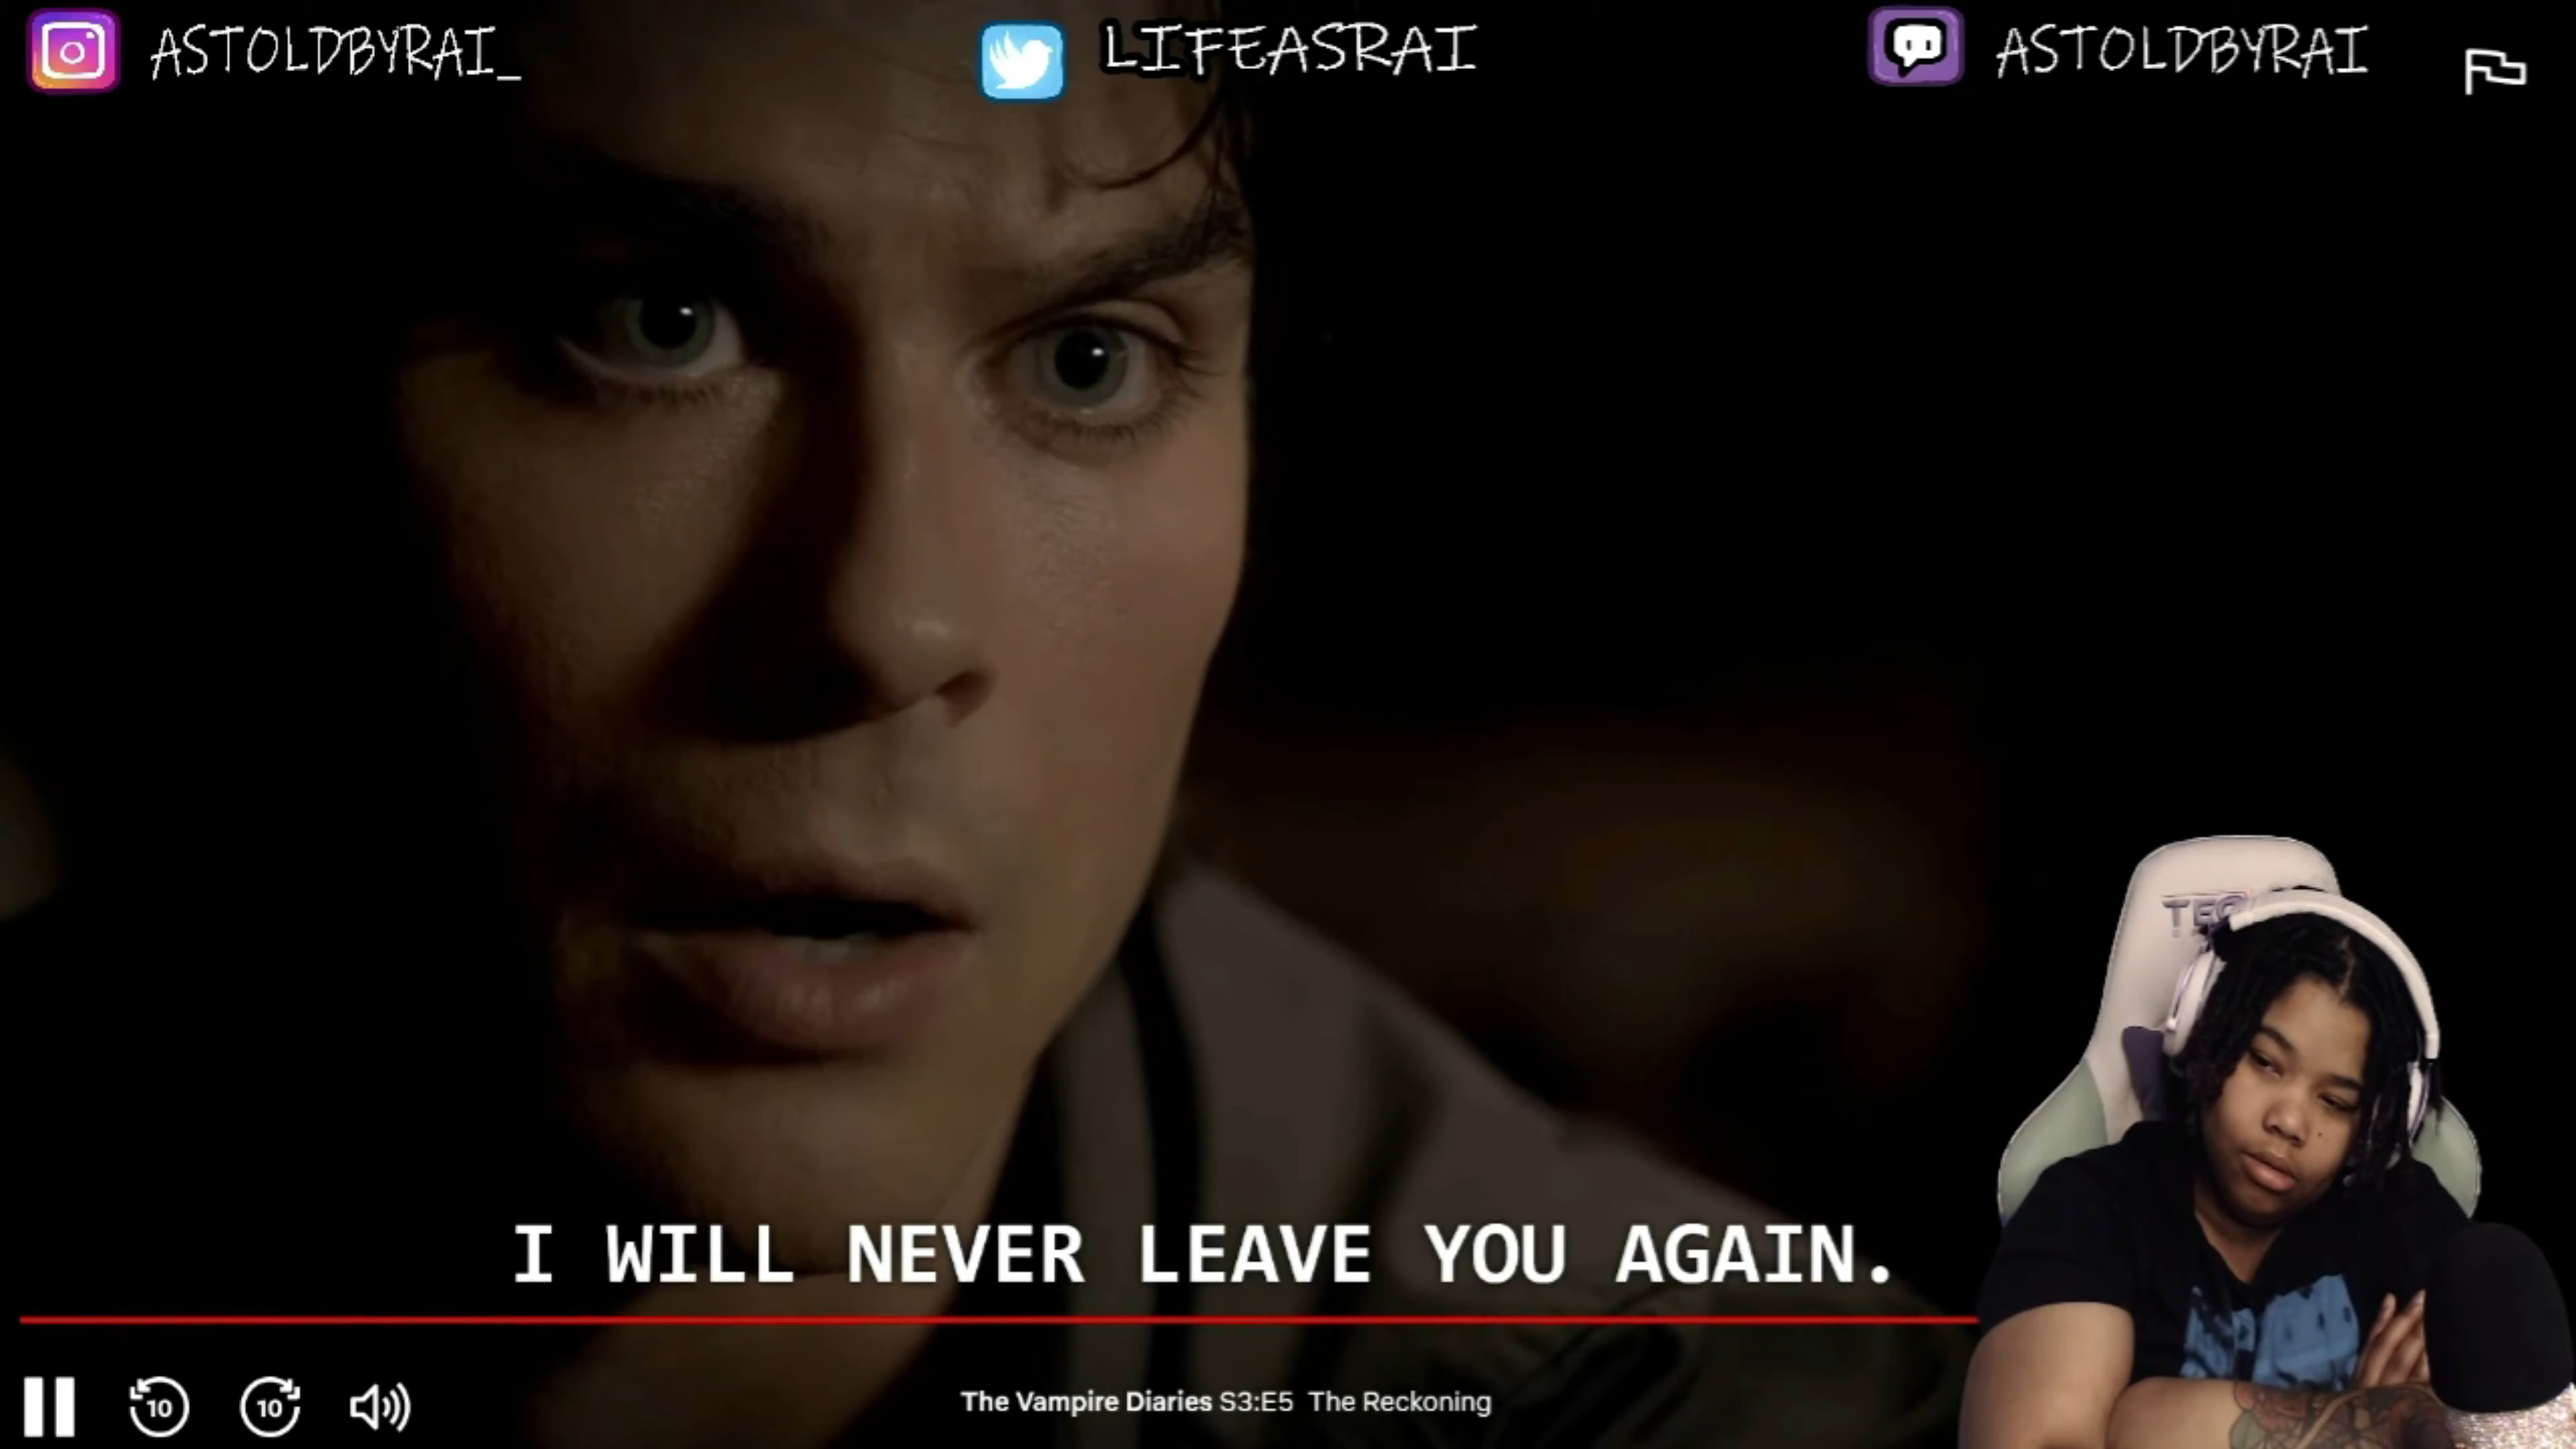 ASTOLDBYRAI_
LIFEASRAI
ASTOLDBYRAI
I WILL NEVER LEAVE YOU AGAIN.
10
10
The Vampire Diaries S3:E5 The Reckoning